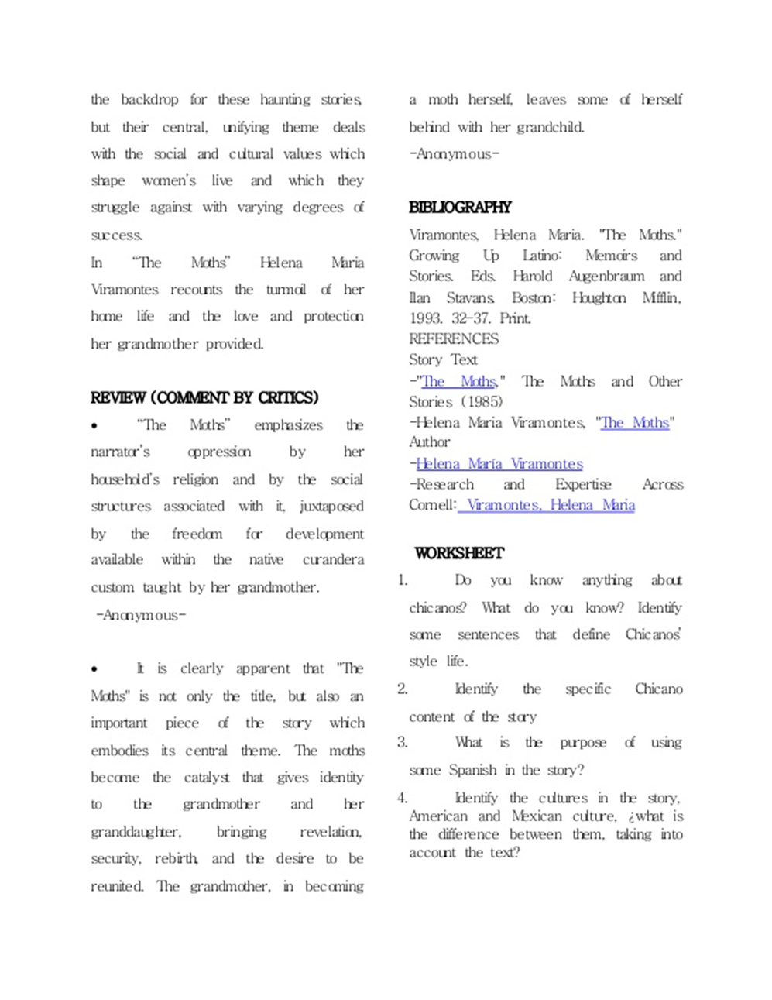 the backdrop for these haunting stories,
but their central, unifying theme deals
with the social and cultural values which
shape women's live and which they
struggle against with varying degrees of
success.
In “The Moths” Helena Maria
Viramontes recounts the turmoil of her
home life and the love and protection
her grandmother provided.
REVIEW (COMMENT BY CRITICS)
• “The Moths” emphasizes the
narrator's oppression by her
household's religion and by the social
structures associated with it, juxtaposed
by the freedom for development
available within the native curandera
custom taught by her grandmother.
-Anonymous-
• It is clearly apparent that "The
Moths" is not only the title, but also an
important piece of the story which
embodies its central theme. The moths
become the catalyst that gives identity
to the grandmother and her
granddaughter, bringing revelation,
security, rebirth, and the desire to be
reunited. The grandmother, in becoming
a moth herself, leaves some of herself
behind with her grandchild.
-Anonymous-
BIBLIOGRAPHY
Viramontes, Helena Maria. "The Moths."
Growing Up Latino: Memoirs and
Stories. Eds. Harold Augenbraum and
Ilan Stavans. Boston: Houghton Mifflin,
1993. 32-37. Print.
REFERENCES
Story Text
-"The Moths," The Moths and Other
Stories (1985)
-Helena Maria Viramontes, "The Moths"
Author
-Helena María Viramontes
-Research and Expertise Across
Cornell: Viramontes, Helena Maria
WORKSHEET
1. Do you know anything about
chicanos? What do you know? Identify
some sentences that define Chicanos'
style life.
2. Identify the specific Chicano
content of the story
3. What is the purpose of using
some Spanish in the story?
4. Identify the cultures in the story,
American and Mexican culture, ¿what is
the difference between them, taking into
account the text?